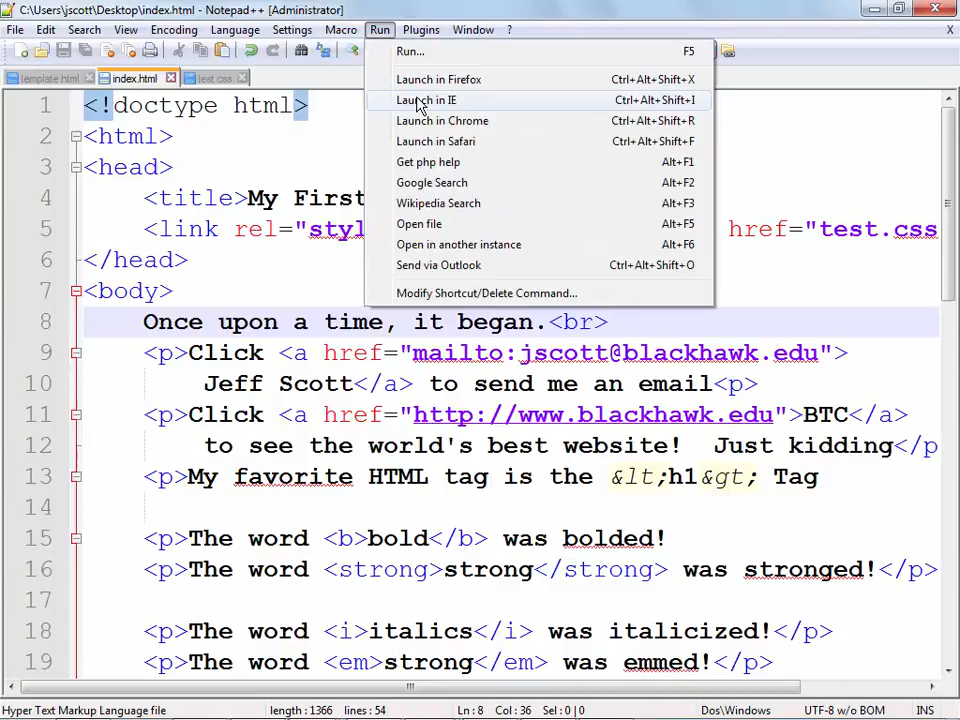 C:\Users\jscott\Desktop\index.html - Notepad++ [Administrator]
File Edit Search View Encoding Language Settings Macro Run Plugins Window ? X
template.html index.html test.css
Run... F5
Launch in Firefox Ctrl+Alt+Shift+X
Launch in IE Ctrl+Alt+Shift+I
Launch in Chrome Ctrl+Alt+Shift+R
Launch in Safari Ctrl+Alt+Shift+F
Get php help Alt+F1
Google Search Alt+F2
Wikipedia Search Alt+F3
Open file Alt+F5
Open in another instance Alt+F6
Send via Outlook Ctrl+Alt+Shift+O
Modify Shortcut/Delete Command...
1 <!doctype html>
2 <html>
3 <head>
4 <title>My First
5 <link rel="styl href="test.css
6 </head>
7 <body>
8 Once upon a time, it began.<br>
9 <p>Click <a href="mailto:jscott@blackhawk.edu">
10 Jeff Scott</a> to send me an email<p>
11 <p>Click <a href="http://www.blackhawk.edu">BTC</a>
12 to see the world's best website! Just kidding</p
13 <p>My favorite HTML tag is the &lt;h1&gt; Tag
14
15 <p>The word <b>bold</b> was bolded!
16 <p>The word <strong>strong</strong> was stronged!</p>
17
18 <p>The word <i>italics</i> was italicized!</p>
19 <p>The word <em>strong</em> was emmed!</p>
Hyper Text Markup Language file length : 1366 lines : 54 Ln : 8 Col : 36 Sel : 0 | 0 Dos\Windows UTF-8 w/o BOM INS